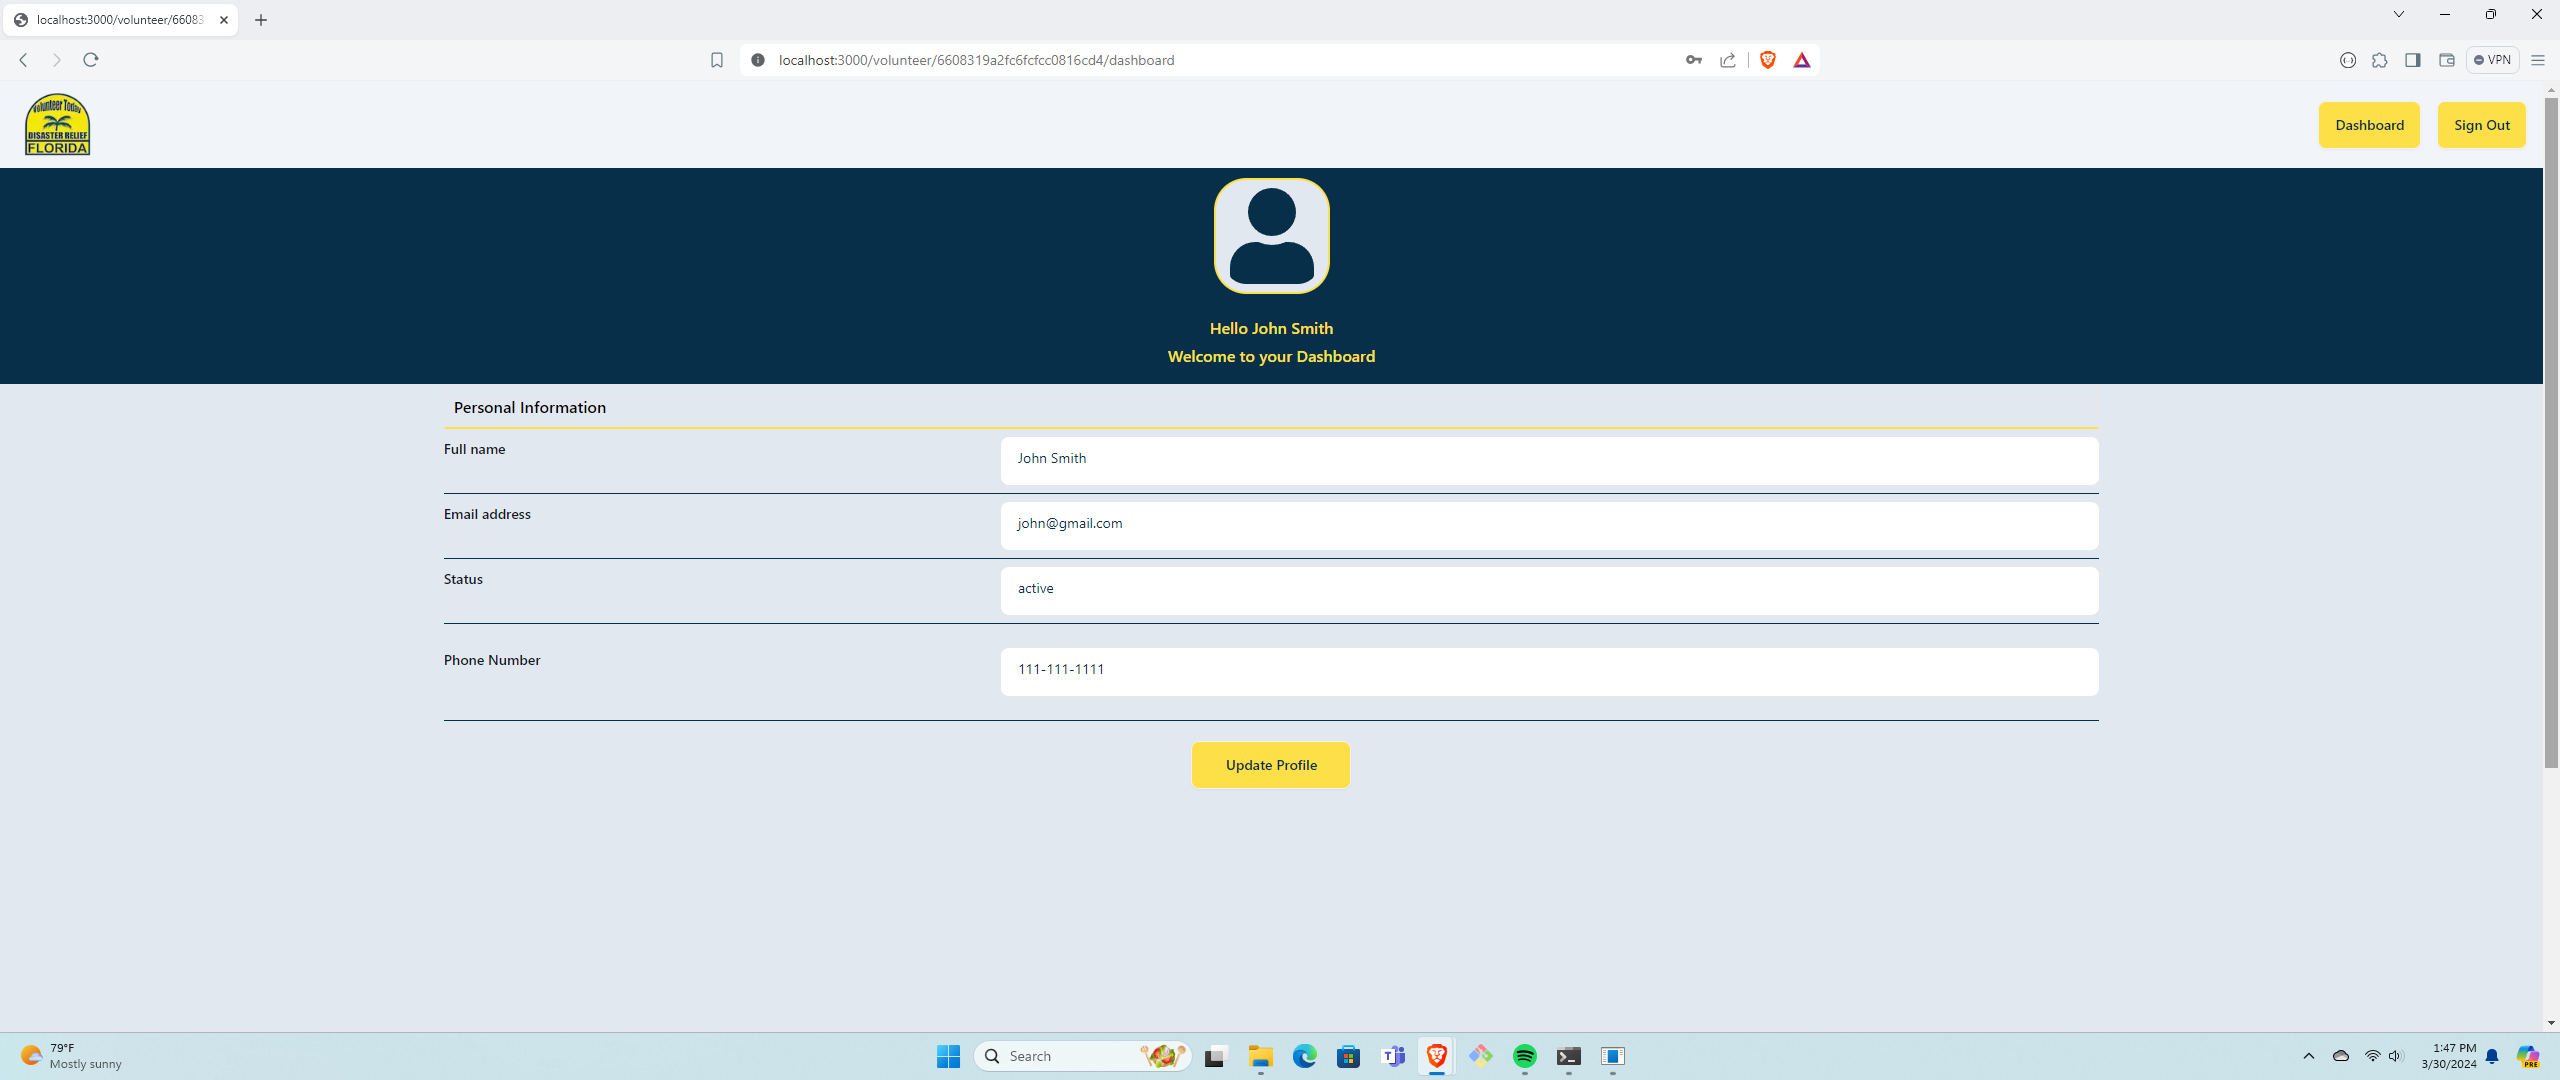 localhost:3000/volunteer/66083
localhost:3000/volunteer/6608319a2fc6fcfcc0816cd4/dashboard
VPN
Volunteer Today
DISASTER RELIEF
FLORIDA
Dashboard
Sign Out
Hello John Smith
Welcome to your Dashboard
Personal Information
Full name
John Smith
Email address
john@gmail.com
Status
active
Phone Number
111-111-1111
Update Profile
79°F
Mostly sunny
Search
1:47 PM
3/30/2024
PRE